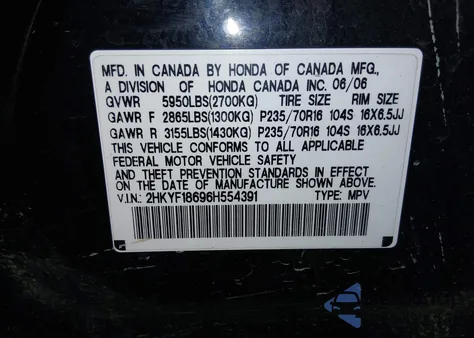 MFD. IN CANADA BY HONDA OF CANADA MFG.,
A DIVISION OF HONDA CANADA INC. 06/06
GVWR 5950LBS(2700KG) TIRE SIZE RIM SIZE
GAWR F 2865LBS(1300KG) P235/70R16 104S 16X6.5JJ
GAWR R 3155LBS(1430KG) P235/70R16 104S 16X6.5JJ
THIS VEHICLE CONFORMS TO ALL APPLICABLE
FEDERAL MOTOR VEHICLE SAFETY
AND THEFT PREVENTION STANDARDS IN EFFECT
ON THE DATE OF MANUFACTURE SHOWN ABOVE.
V.I.N.: 2HKYF18696H554391 TYPE: MPV